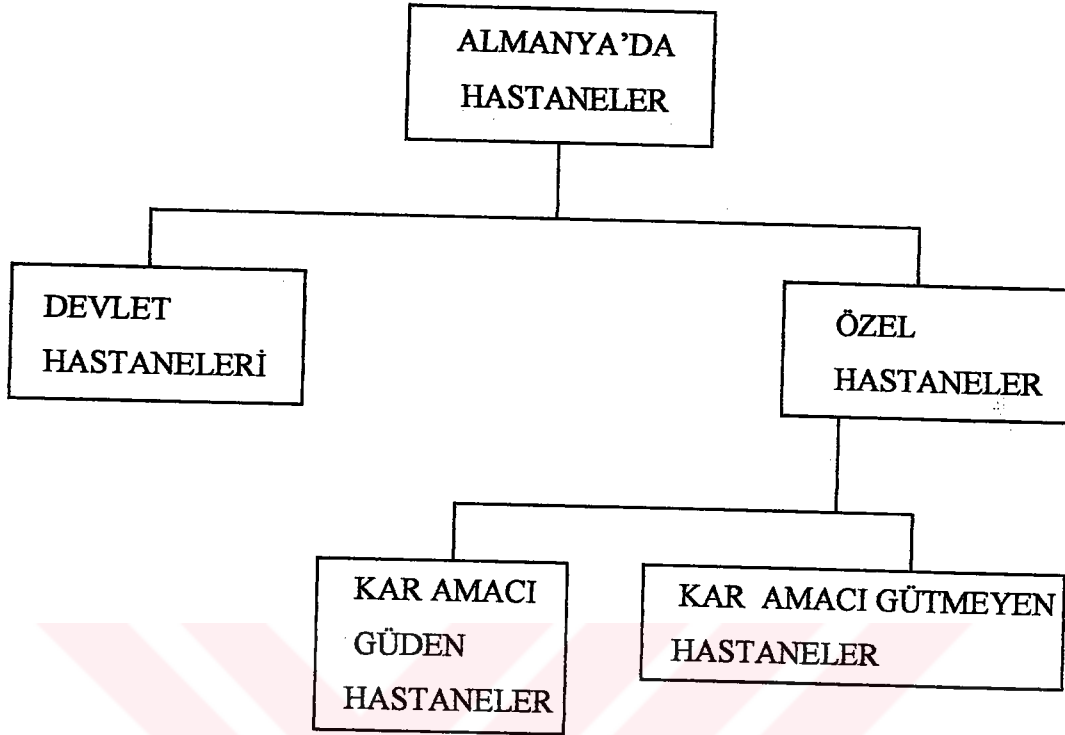 ALMANYA'DA
HASTANELER
DEVLET
HASTANELERİ
ÖZEL
HASTANELER
KAR AMACI
GÜDEN
HASTANELER
KAR AMACI GÜTMEYEN
HASTANELER